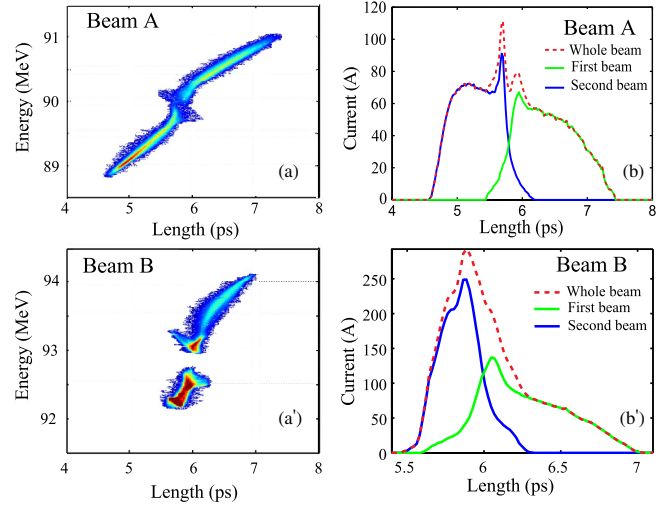 Beam A
Energy (MeV)
91
90
89
(a)
4 5 6 7 8
Length (ps)
Beam A
Whole beam
First beam
Second beam
Current (A)
120
100
80
60
40
20
0
(b)
4 5 6 7 8
Length (ps)
Beam B
Energy (MeV)
94
93
92
(a')
4 5 6 7 8
Length (ps)
Beam B
Whole beam
First beam
Second beam
Current (A)
250
200
150
100
50
0
(b')
5.5 6 6.5 7
Length (ps)